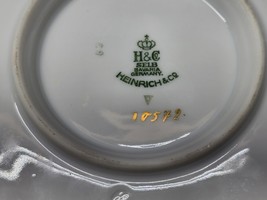 H&C
SELB
BAVARIA
GERMANY.
HEINRICH & CO
10573.